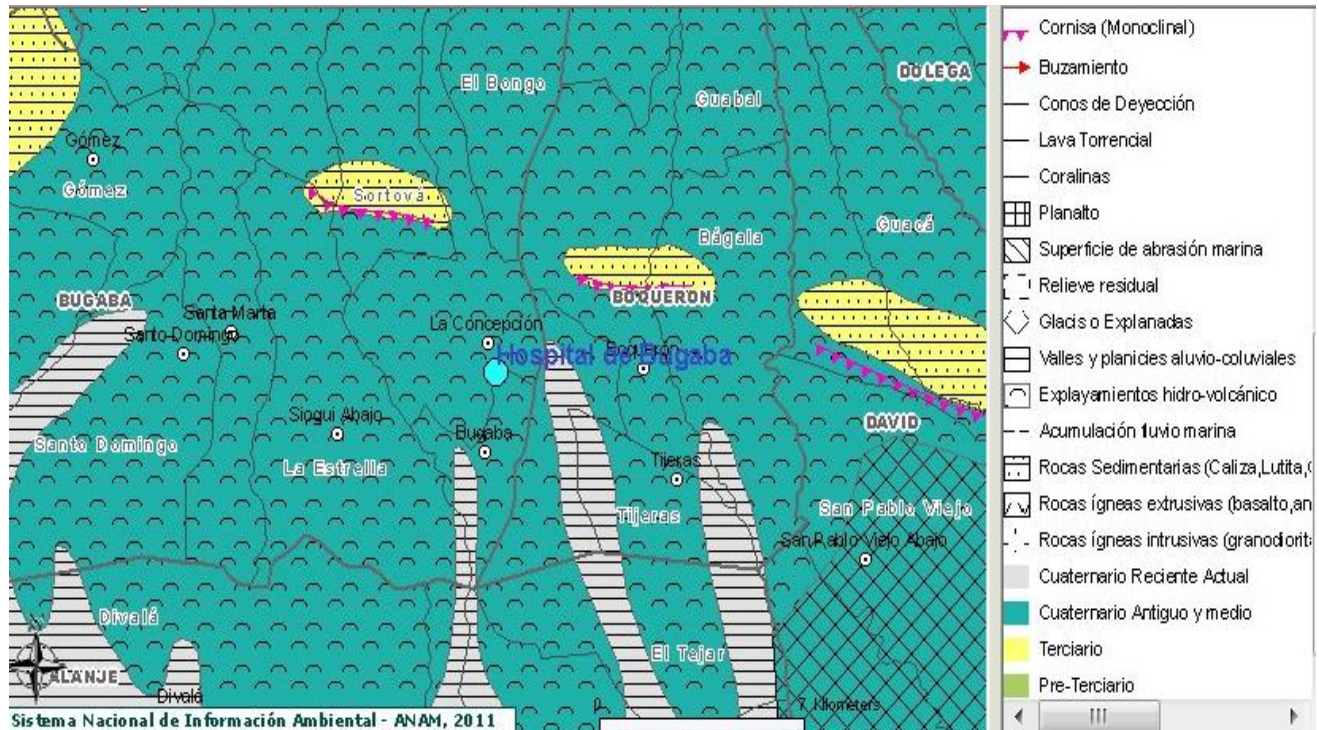 El Bongo
DOLEGA
Guabal
Gómez
Gómez
Sortová
Guacá
Bágala
BUGABA
BOQUERON
Santa Marta
Santo Domingo
La Concepción
Hospital de Bugaba
Boquerón
Siogui Abajo
DAVID
Santo Domingo
Bugaba
La Estrella
Tijeras
San Pablo Viejo
Tijeras
San Pablo Viejo Abajo
Divalá
El Tejar
N
ALANJE
Divalá
0 7 Kilometers
Sistema Nacional de Información Ambiental - ANAM, 2011
Cornisa (Monoclinal)
Buzamiento
Conos de Deyección
Lava Torrencial
Coralinas
Planalto
Superficie de abrasión marina
Relieve residual
Glacis o Explanadas
Valles y planicies aluvio-coluviales
Explayamientos hidro-volcánico
Acumulación fluvio marina
Rocas Sedimentarias (Caliza,Lutita,
Rocas ígneas extrusivas (basalto,an
Rocas ígneas intrusivas (granodiorit
Cuaternario Reciente Actual
Cuaternario Antiguo y medio
Terciario
Pre-Terciario